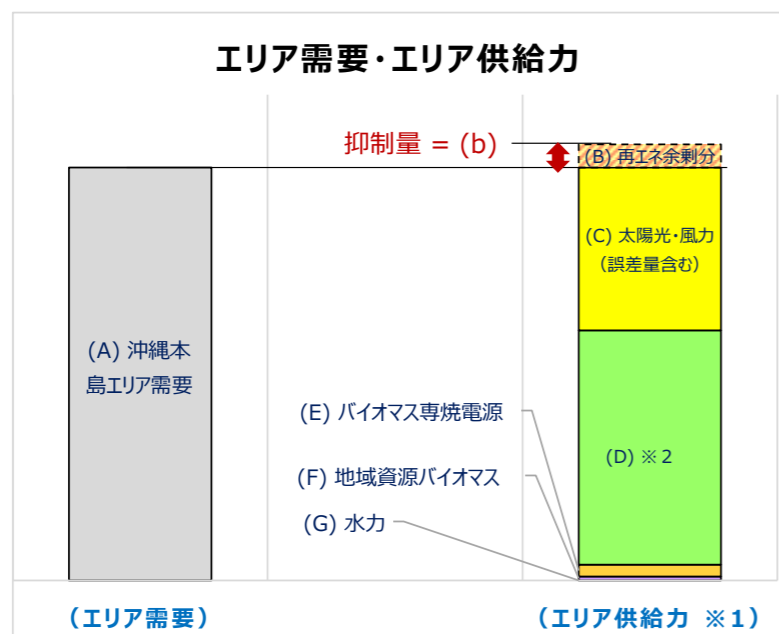 エリア需要・エリア供給力
抑制量 = (b)
(B) 再エネ余剰分
(C) 太陽光・風力
（誤差量含む）
(A) 沖縄本
島エリア需要
(E) バイオマス専焼電源
(D) ※２
(F) 地域資源バイオマス
(G) 水力
（エリア需要）
（エリア供給力 ※１）